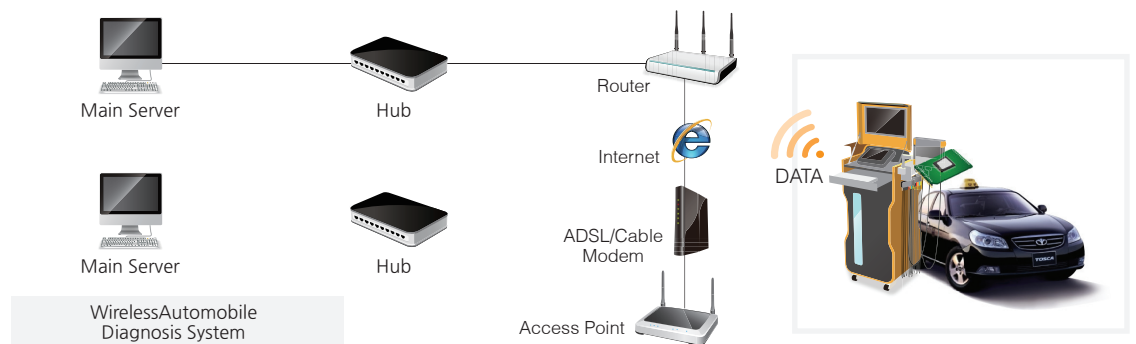 Main Server
Hub
Router
Internet
DATA
Main Server
Hub
ADSL/Cable
Modem
TOSCA
WirelessAutomobile
Diagnosis System
Access Point